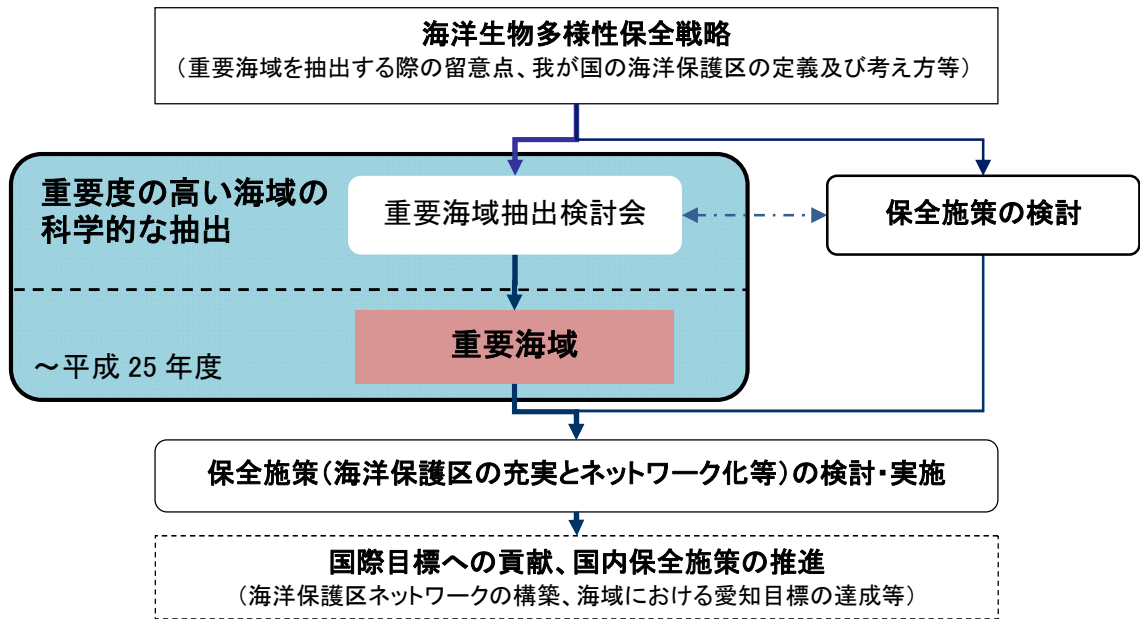 海洋生物多様性保全戦略
（重要海域を抽出する際の留意点、我が国の海洋保護区の定義及び考え方等）
重要度の高い海域の
科学的な抽出
重要海域抽出検討会
保全施策の検討
重要海域
～平成 25 年度
保全施策（海洋保護区の充実とネットワーク化等）の検討・実施
国際目標への貢献、国内保全施策の推進
（海洋保護区ネットワークの構築、海域における愛知目標の達成等）